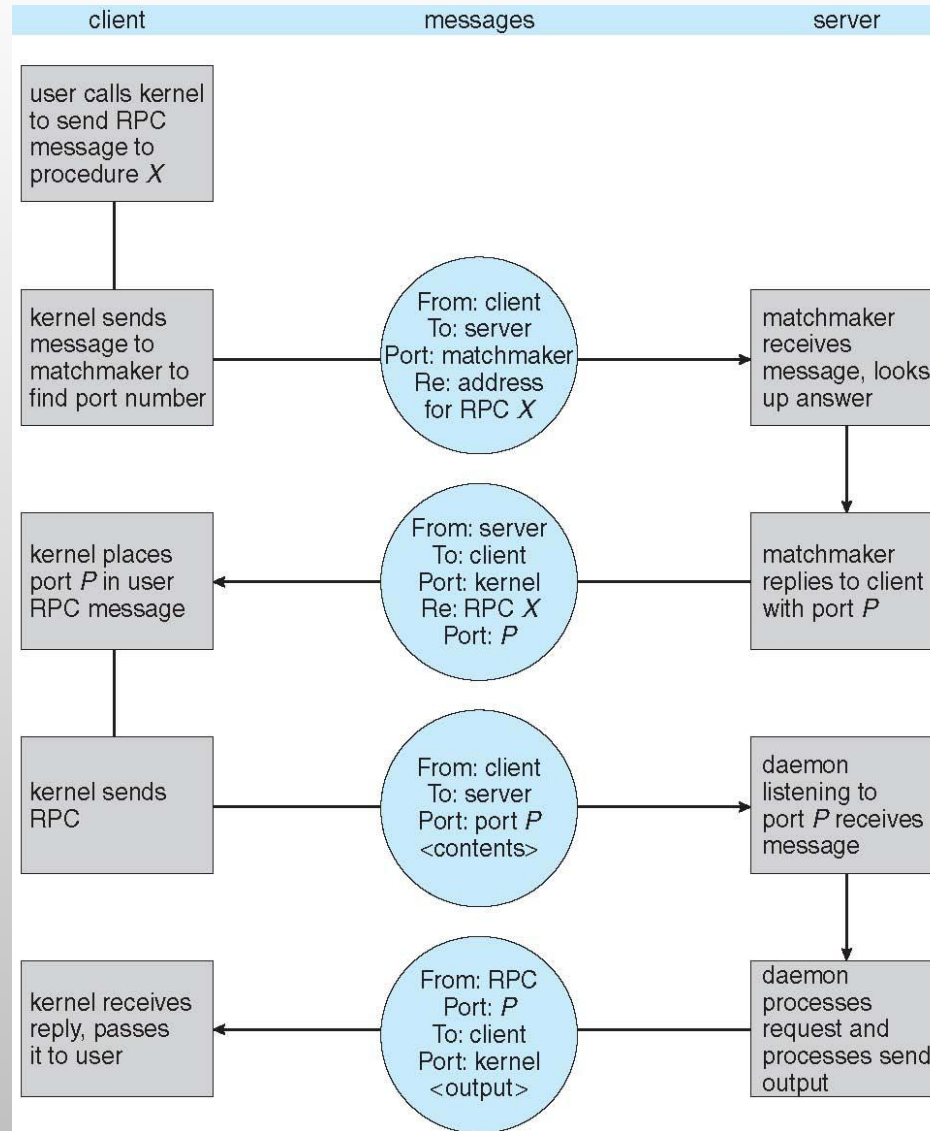 client
messages
server
user calls kernel
to send RPC
message to
procedure X
kernel sends
message to
matchmaker to
find port number
From: client
To: server
Port: matchmaker
Re: address
for RPC X
matchmaker
receives
message, looks
up answer
kernel places
port P in user
RPC message
From: server
To: client
Port: kernel
Re: RPC X
Port: P
matchmaker
replies to client
with port P
kernel sends
RPC
From: client
To: server
Port: port P
<contents>
daemon
listening to
port P receives
message
kernel receives
reply, passes
it to user
From: RPC
Port: P
To: client
Port: kernel
<output>
daemon
processes
request and
processes send
output